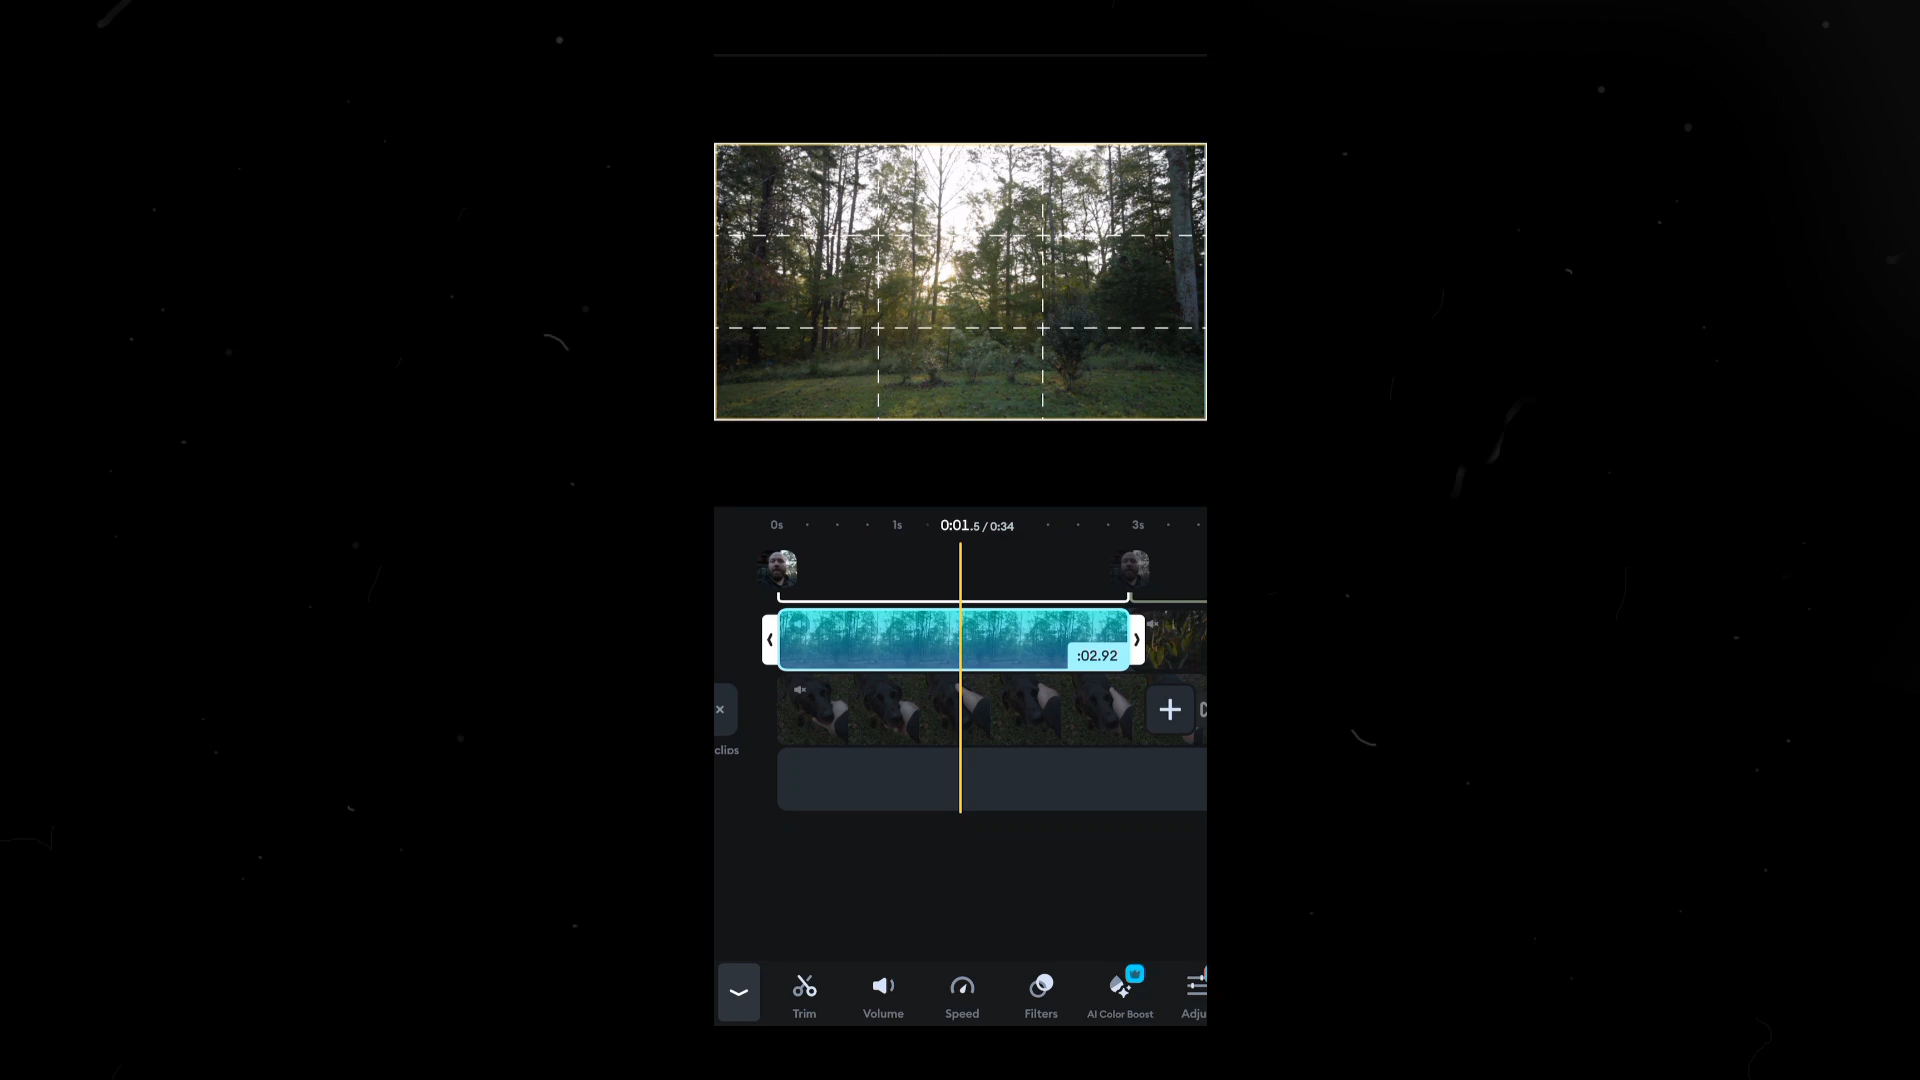 0s 1s 0:01.5 / 0:34 3s
:02.92
clips
Trim Volume Speed Filters AI Color Boost Adju